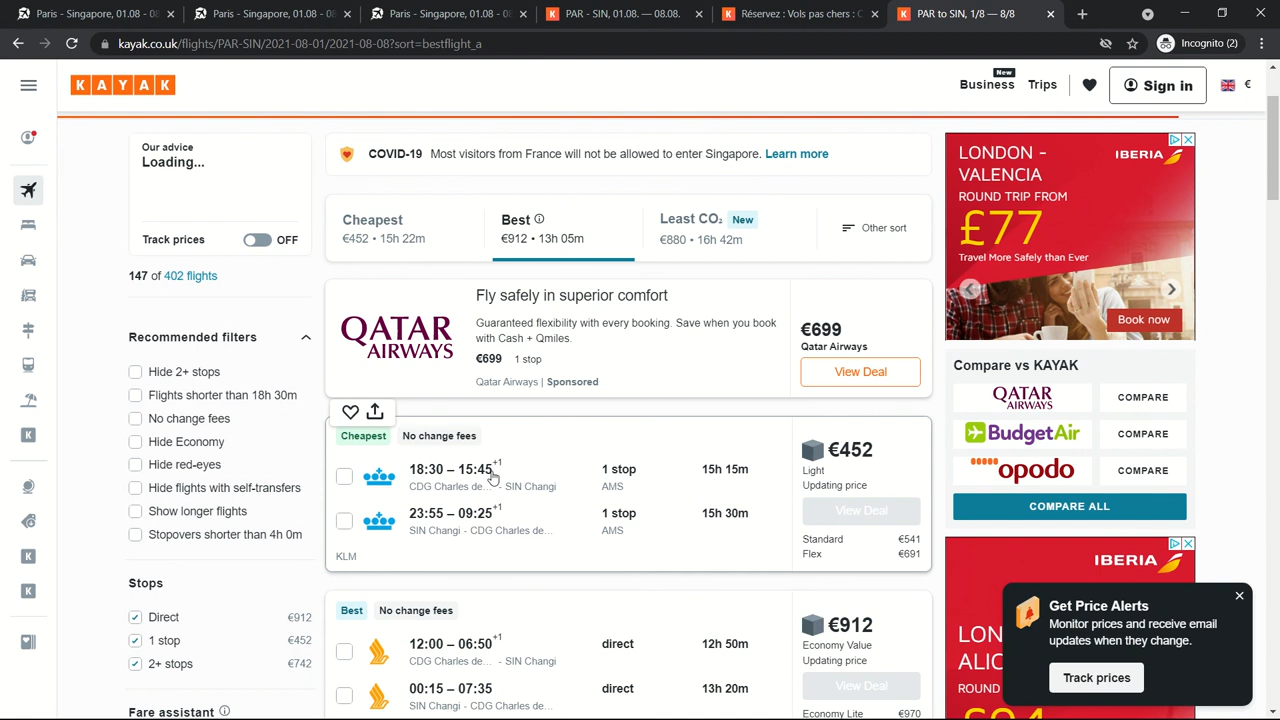 Paris - Singapore, 01.08 - 08
Paris - Singapore, 01.08 - 08
Paris - Singapore, 01.08 - 08
PAR - SIN, 01.08. — 08.08.
Réservez : Vols pas chers :
PAR to SIN, 1/8 — 8/8
kayak.co.uk/flights/PAR-SIN/2021-08-01/2021-08-08?sort=bestflight_a
Incognito (2)
KAYAK
New
Business
Trips
Sign in
€
Our advice
Loading...
Track prices
OFF
147 of 402 flights
Recommended filters
Hide 2+ stops
Flights shorter than 18h 30m
No change fees
Hide Economy
Hide red-eyes
Hide flights with self-transfers
Show longer flights
Stopovers shorter than 4h 0m
Stops
Direct €912
1 stop €452
2+ stops €742
Fare assistant
COVID-19 Most visitors from France will not be allowed to enter Singapore. Learn more
Cheapest
€452 • 15h 22m
Best
€912 • 13h 05m
Least CO₂ New
€880 • 16h 42m
Other sort
QATAR
AIRWAYS
Fly safely in superior comfort
Guaranteed flexibility with every booking. Save when you book
with Cash + Qmiles.
€699 1 stop
Qatar Airways | Sponsored
€699
Qatar Airways
View Deal
Cheapest No change fees
18:30 – 15:45+1 1 stop 15h 15m
CDG Charles de... - SIN Changi AMS
23:55 – 09:25+1 1 stop 15h 30m
SIN Changi - CDG Charles de... AMS
KLM
€452
Light
Updating price
View Deal
Standard €541
Flex €691
Best No change fees
12:00 – 06:50+1 direct 12h 50m
CDG Charles de... - SIN Changi
00:15 – 07:35 direct 13h 20m
SIN Changi - CDG Charles de...
€912
Economy Value
Updating price
View Deal
Economy Lite €970
LONDON -
VALENCIA
IBERIA
ROUND TRIP FROM
£77
Travel More Safely than Ever
Book now
Compare vs KAYAK
QATAR
AIRWAYS
COMPARE
BudgetAir
COMPARE
opodo
COMPARE
COMPARE ALL
IBERIA
LON
ALIC
ROUND
Get Price Alerts
Monitor prices and receive email
updates when they change.
Track prices